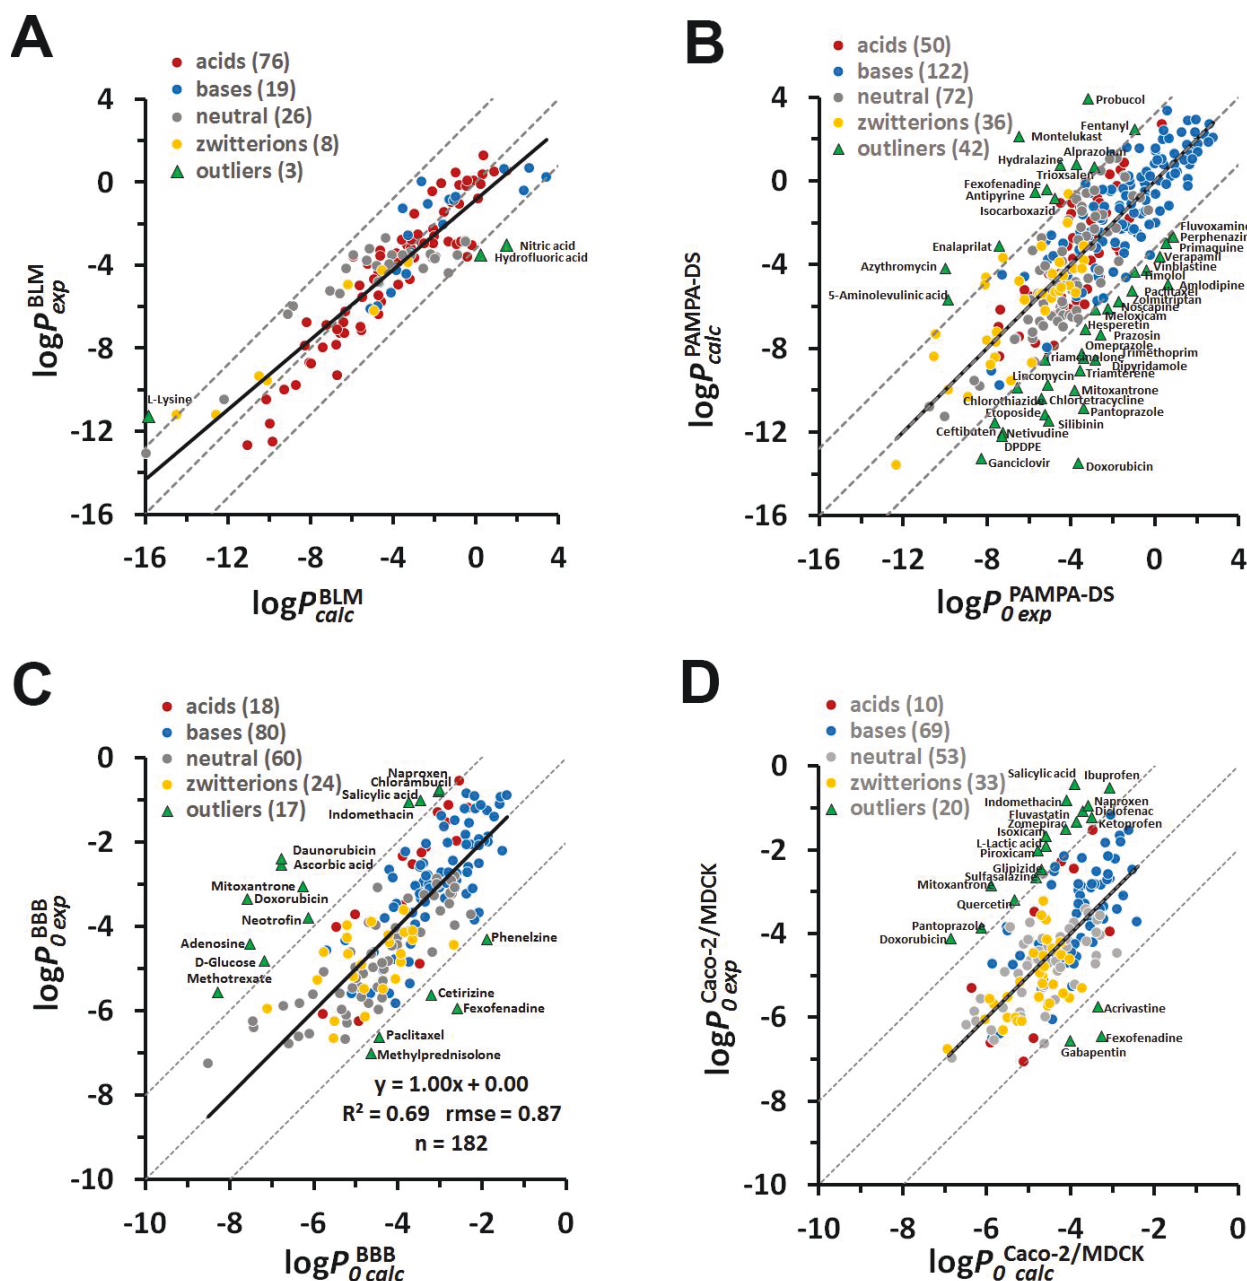 A
acids (76)
bases (19)
neutral (26)
zwitterions (8)
outliers (3)
4
0
-4
-8
-12
-16
-16
-12
-8
-4
0
4
logP BLM exp
logP BLM calc
Nitric acid
Hydrofluoric acid
L-Lysine
B
acids (50)
bases (122)
neutral (72)
zwitterions (36)
outliners (42)
4
0
-4
-8
-12
-16
-16
-12
-8
-4
0
4
logP PAMPA-DS calc
logP 0 exp PAMPA-DS
Probucol
Fentanyl
Montelukast
Alprazolam
Hydralazine
Trioxsalen
Fexofenadine
Antipyrine
Isocarboxazid
Enalaprilat
Azythromycin
5-Aminolevulinic acid
Fluvoxamine
Perphenazin
Primaquine
Verapamil
Vinblastine
Timolol
Amlodipine
Paclitaxel
Zolmitriptan
Noscapine
Meloxicam
Hesperetin
Prazosin
Omeprazole
Trimethoprim
Triamcinolone
Dipyridamole
Lincomycin
Triamterene
Mitoxantrone
Chlorothiazide
Chlortetracycline
Etoposide
Pantoprazole
Silibinin
Ceftibuten
Netivudine
DPDPE
Ganciclovir
Doxorubicin
C
acids (18)
bases (80)
neutral (60)
zwitterions (24)
outliers (17)
0
-2
-4
-6
-8
-10
-10
-8
-6
-4
-2
0
logP BBB 0 exp
logP BBB 0 calc
Naproxen
Chlorambucil
Salicylic acid
Indomethacin
Daunorubicin
Ascorbic acid
Mitoxantrone
Doxorubicin
Neotrofin
Adenosine
D-Glucose
Methotrexate
Phenelzine
Cetirizine
Fexofenadine
Paclitaxel
Methylprednisolone
y = 1.00x + 0.00
R² = 0.69 rmse = 0.87
n = 182
D
acids (10)
bases (69)
neutral (53)
zwitterions (33)
outliers (20)
0
-2
-4
-6
-8
-10
-10
-8
-6
-4
-2
0
logP Caco-2/MDCK 0 exp
logP 0 calc Caco-2/MDCK
Salicylic acid
Ibuprofen
Indomethacin
Naproxen
Fluvastatin
Diclofenac
Zomepirac
Ketoprofen
Isoxicam
L-Lactic acid
Piroxicam
Glipizide
Sulfasalazine
Mitoxantrone
Quercetin
Pantoprazole
Doxorubicin
Acrivastine
Fexofenadine
Gabapentin